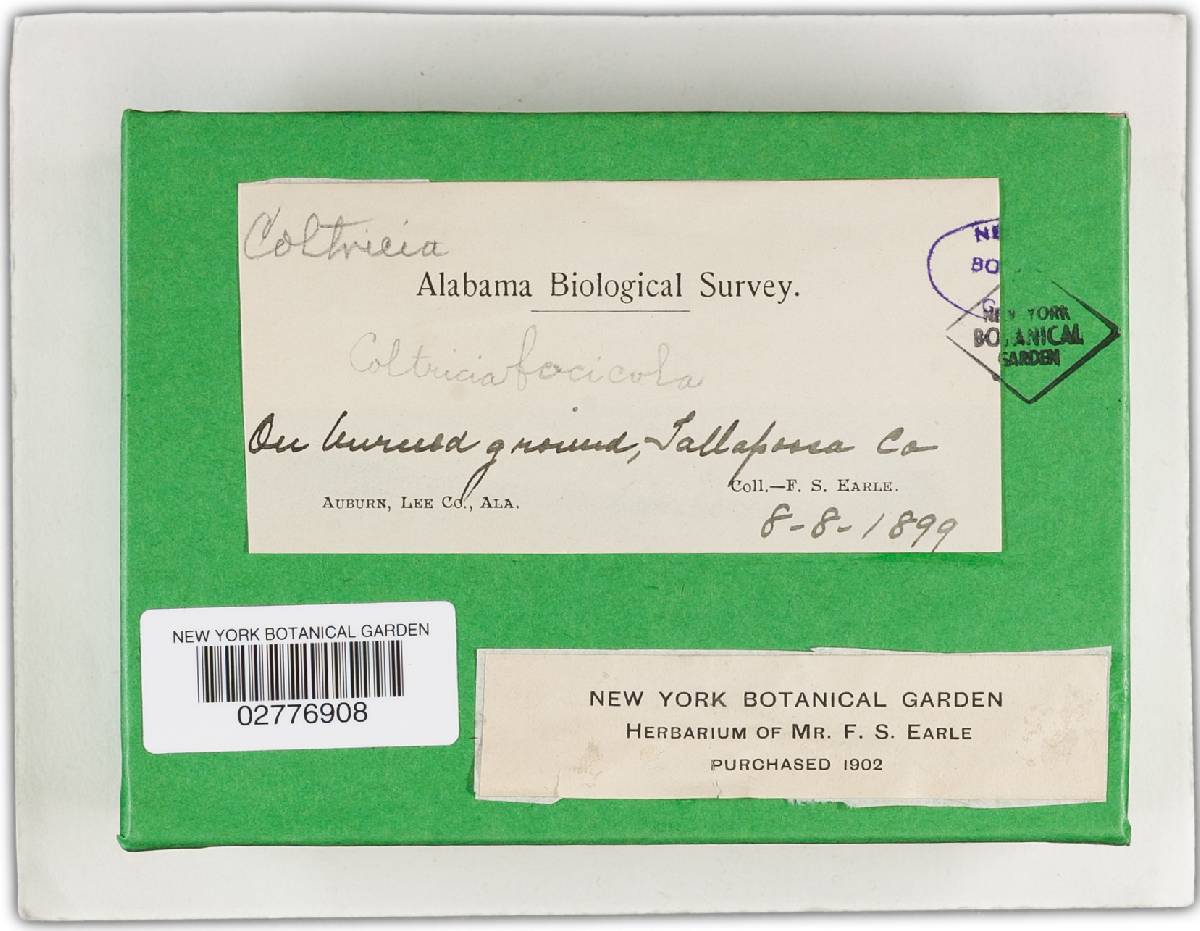 Coltricia
Alabama Biological Survey.
Coltricia focicola
On burned ground, Tallapoosa Co
Coll.—F. S. Earle.
Auburn, Lee Co., Ala.
8-8-1899
NE
BO
G
NEW YORK
BOTANICAL
GARDEN
NEW YORK BOTANICAL GARDEN
02776908
NEW YORK BOTANICAL GARDEN
Herbarium of Mr. F. S. Earle
PURCHASED 1902